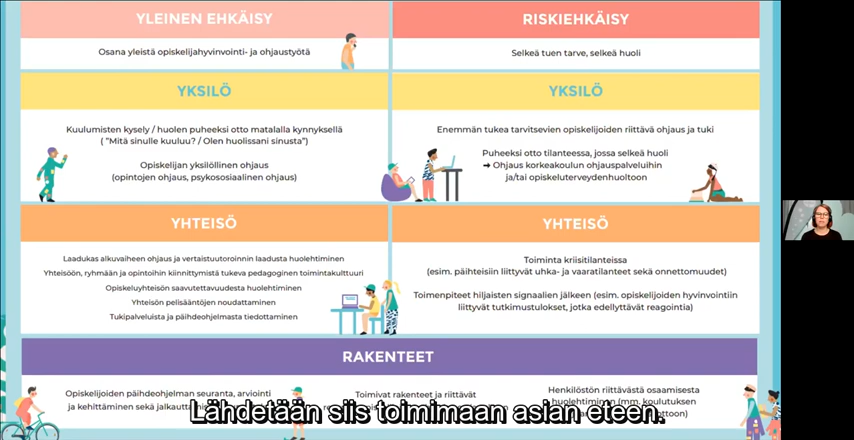 YLEINEN EHKÄISY
Osana yleistä opiskelijahyvinvointi- ja ohjaustyötä
RISKIEHKÄISY
Selkeä tuen tarve, selkeä huoli
YKSILÖ
Kuulumisten kysely / huolen puheeksi otto matalalla kynnyksellä
( "Mitä sinulle kuuluu? / Olen huolissani sinusta")
Opiskelijan yksilöllinen ohjaus
(opintojen ohjaus, psykososiaalinen ohjaus)
YKSILÖ
Enemmän tukea tarvitsevien opiskelijoiden riittävä ohjaus ja tuki
Puheeksi otto tilanteessa, jossa selkeä huoli
➔ Ohjaus korkeakoulun ohjauspalveluihin
ja/tai opiskeluterveydenhuoltoon
YHTEISÖ
Laadukas alkuvaiheen ohjaus ja vertaistuutoroinnin laadusta huolehtiminen
Yhteisöön, ryhmään ja opintoihin kiinnittymistä tukeva pedagoginen toimintakulttuuri
Opiskeluyhteisön saavutettavuudesta huolehtiminen
Yhteisön pelisääntöjen noudattaminen
Tukipalveluista ja päihdeohjelmasta tiedottaminen
YHTEISÖ
Toiminta kriisitilanteissa
(esim. päihteisiin liittyvät uhka- ja vaaratilanteet sekä onnettomuudet)
Toimenpiteet hiljaisten signaalien jälkeen (esim. opiskelijoiden hyvinvointiin
liittyvät tutkimustulokset, jotka edellyttävät reagointia)
RAKENTEET
Opiskelijoiden päihdeohjelman seuranta, arviointi
ja kehittäminen sekä
Toimivat rakenteet ja riittävät
Henkilöstön riittävästä osaamisesta
Lähdetään siis toimimaan asian eteen.